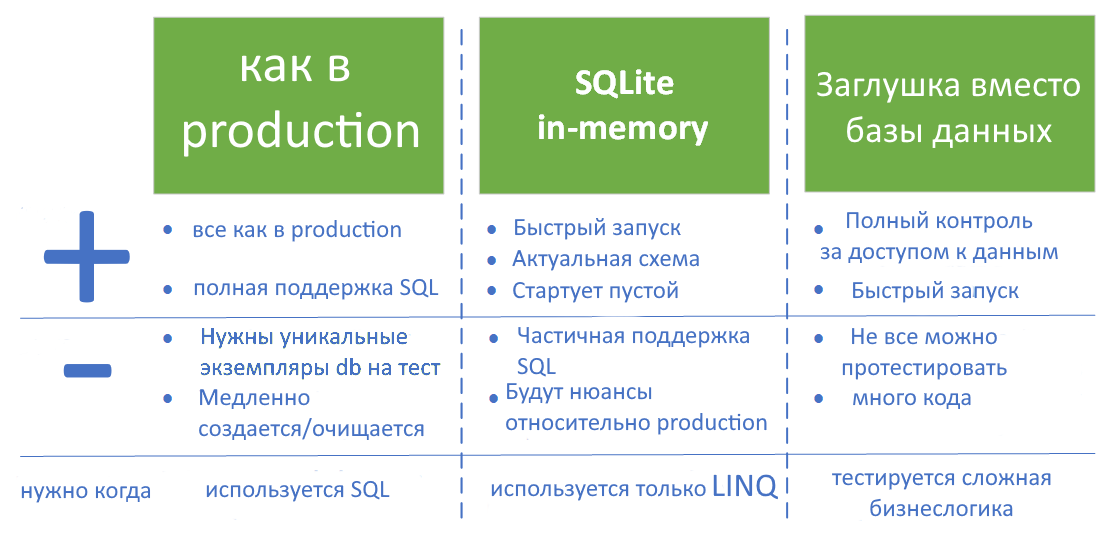 как в
production
SQLite
in-memory
Заглушка вместо
базы данных
+
• все как в production
• полная поддержка SQL
• Быстрый запуск
• Актуальная схема
• Стартует пустой
• Полный контроль
за доступом к данным
• Быстрый запуск
-
• Нужны уникальные
экземпляры db на тест
• Медленно
создается/очищается
• Частичная поддержка
SQL
• Будут нюансы
относительно production
• Не все можно
протестировать
• много кода
нужно когда
используется SQL
используется только LINQ
тестируется сложная
бизнеслогика